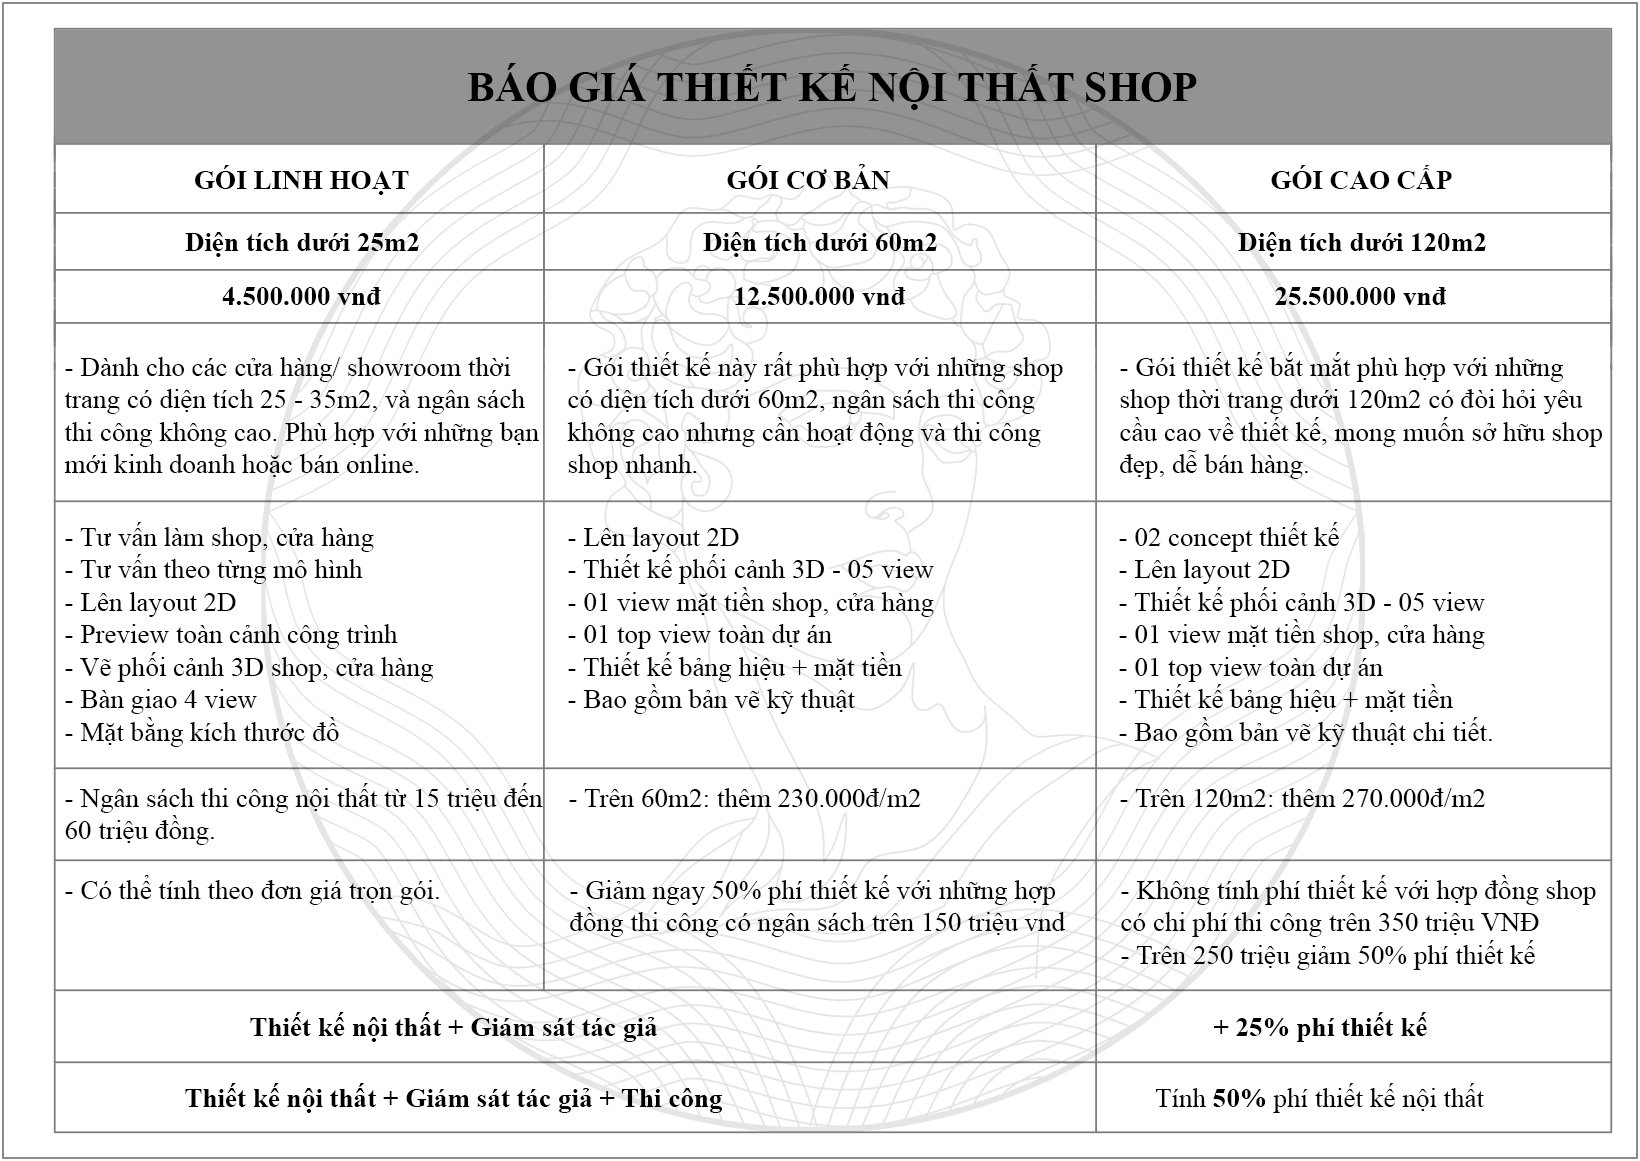 BÁO GIÁ THIẾT KẾ NỘI THẤT SHOP
GÓI LINH HOẠT
GÓI CƠ BẢN
GÓI CAO CẤP
Diện tích dưới 25m2
Diện tích dưới 60m2
Diện tích dưới 120m2
4.500.000 vnđ
12.500.000 vnđ
25.500.000 vnđ
- Dành cho các cửa hàng/ showroom thời
trang có diện tích 25 - 35m2, và ngân sách
thi công không cao. Phù hợp với những bạn
mới kinh doanh hoặc bán online.
- Gói thiết kế này rất phù hợp với những shop
có diện tích dưới 60m2, ngân sách thi công
không cao nhưng cần hoạt động và thi công
shop nhanh.
- Gói thiết kế bắt mắt phù hợp với những
shop thời trang dưới 120m2 có đòi hỏi yêu
cầu cao về thiết kế, mong muốn sở hữu shop
đẹp, dễ bán hàng.
- Tư vấn làm shop, cửa hàng
- Tư vấn theo từng mô hình
- Lên layout 2D
- Preview toàn cảnh công trình
- Vẽ phối cảnh 3D shop, cửa hàng
- Bàn giao 4 view
- Mặt bằng kích thước đồ
- Lên layout 2D
- Thiết kế phối cảnh 3D - 05 view
- 01 view mặt tiền shop, cửa hàng
- 01 top view toàn dự án
- Thiết kế bảng hiệu + mặt tiền
- Bao gồm bản vẽ kỹ thuật
- 02 concept thiết kế
- Lên layout 2D
- Thiết kế phối cảnh 3D - 05 view
- 01 view mặt tiền shop, cửa hàng
- 01 top view toàn dự án
- Thiết kế bảng hiệu + mặt tiền
- Bao gồm bản vẽ kỹ thuật chi tiết.
- Ngân sách thi công nội thất từ 15 triệu đến
60 triệu đồng.
- Trên 60m2: thêm 230.000đ/m2
- Trên 120m2: thêm 270.000đ/m2
- Có thể tính theo đơn giá trọn gói.
- Giảm ngay 50% phí thiết kế với những hợp
đồng thi công có ngân sách trên 150 triệu vnd
- Không tính phí thiết kế với hợp đồng shop
có chi phí thi công trên 350 triệu VNĐ
- Trên 250 triệu giảm 50% phí thiết kế
Thiết kế nội thất + Giám sát tác giả
+ 25% phí thiết kế
Thiết kế nội thất + Giám sát tác giả + Thi công
Tính 50% phí thiết kế nội thất